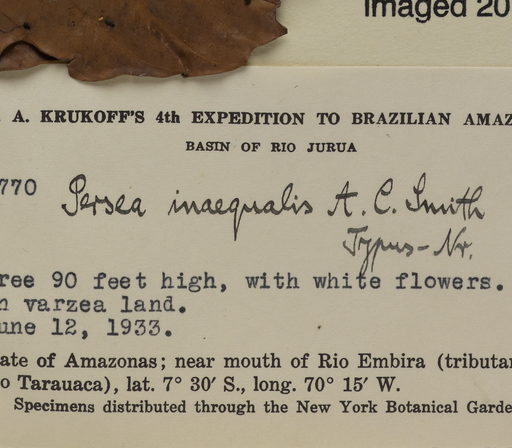 Imaged 20
. A. KRUKOFF'S 4th EXPEDITION TO BRAZILIAN AMAZ
BASIN OF RIO JURUA
770 Persea inaequalis A. C. Smith
Typus-Nr.
ree 90 feet high, with white flowers.
n varzea land.
une 12, 1933.
ate of Amazonas; near mouth of Rio Embira (tributar
o Tarauaca), lat. 7° 30′ S., long. 70° 15′ W.
Specimens distributed through the New York Botanical Garde